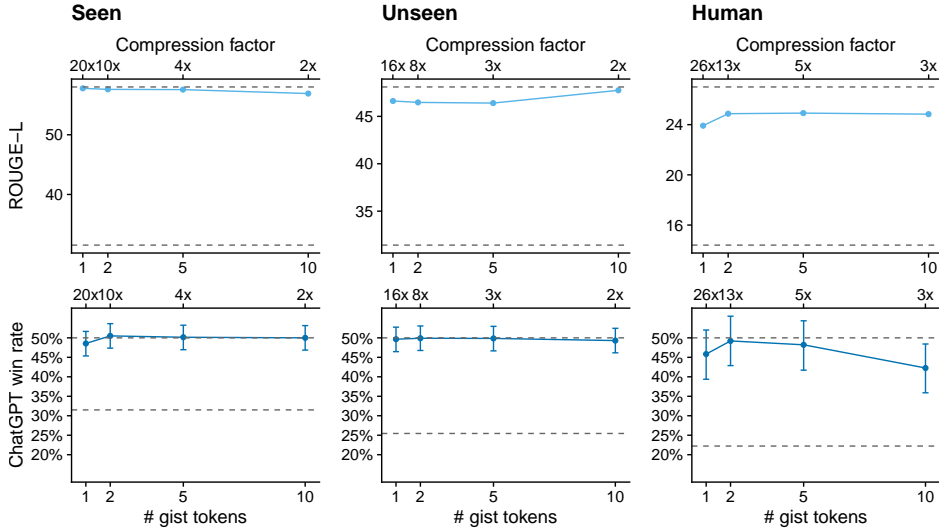 Seen
Unseen
Human
Compression factor
Compression factor
Compression factor
20x10x 4x 2x
16x 8x 3x 2x
26x13x 5x 3x
ROUGE-L
50
40
45
40
35
24
20
16
1 2 5 10
1 2 5 10
1 2 5 10
20x10x 4x 2x
16x 8x 3x 2x
26x13x 5x 3x
ChatGPT win rate
50%
45%
40%
35%
30%
25%
20%
50%
45%
40%
35%
30%
25%
20%
50%
45%
40%
35%
30%
25%
20%
1 2 5 10
1 2 5 10
1 2 5 10
# gist tokens
# gist tokens
# gist tokens